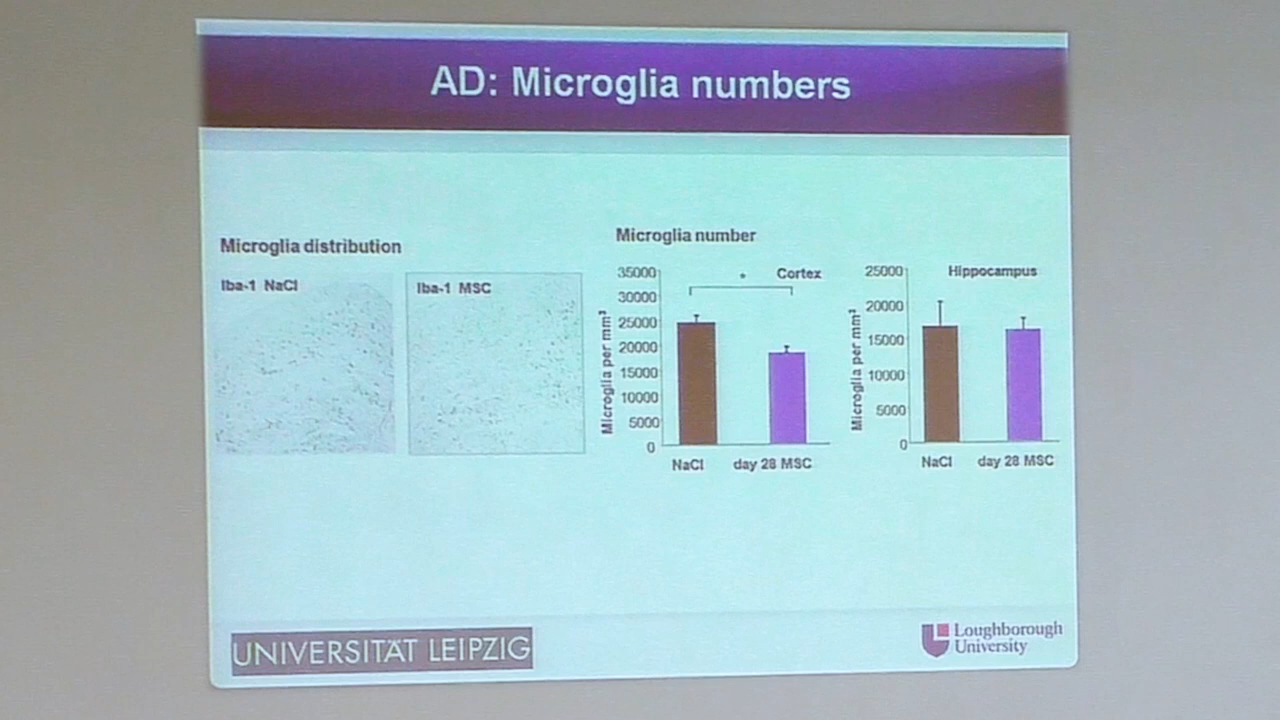 AD: Microglia numbers
Microglia distribution
Iba-1 NaCl
Iba-1 MSC
Microglia number
Cortex
*
Microglia per mm³
35000
30000
25000
20000
15000
10000
5000
0
NaCl
day 28 MSC
Hippocampus
Microglia per mm³
25000
20000
15000
10000
5000
0
NaCl
day 28 MSC
UNIVERSITÄT LEIPZIG
Loughborough
University